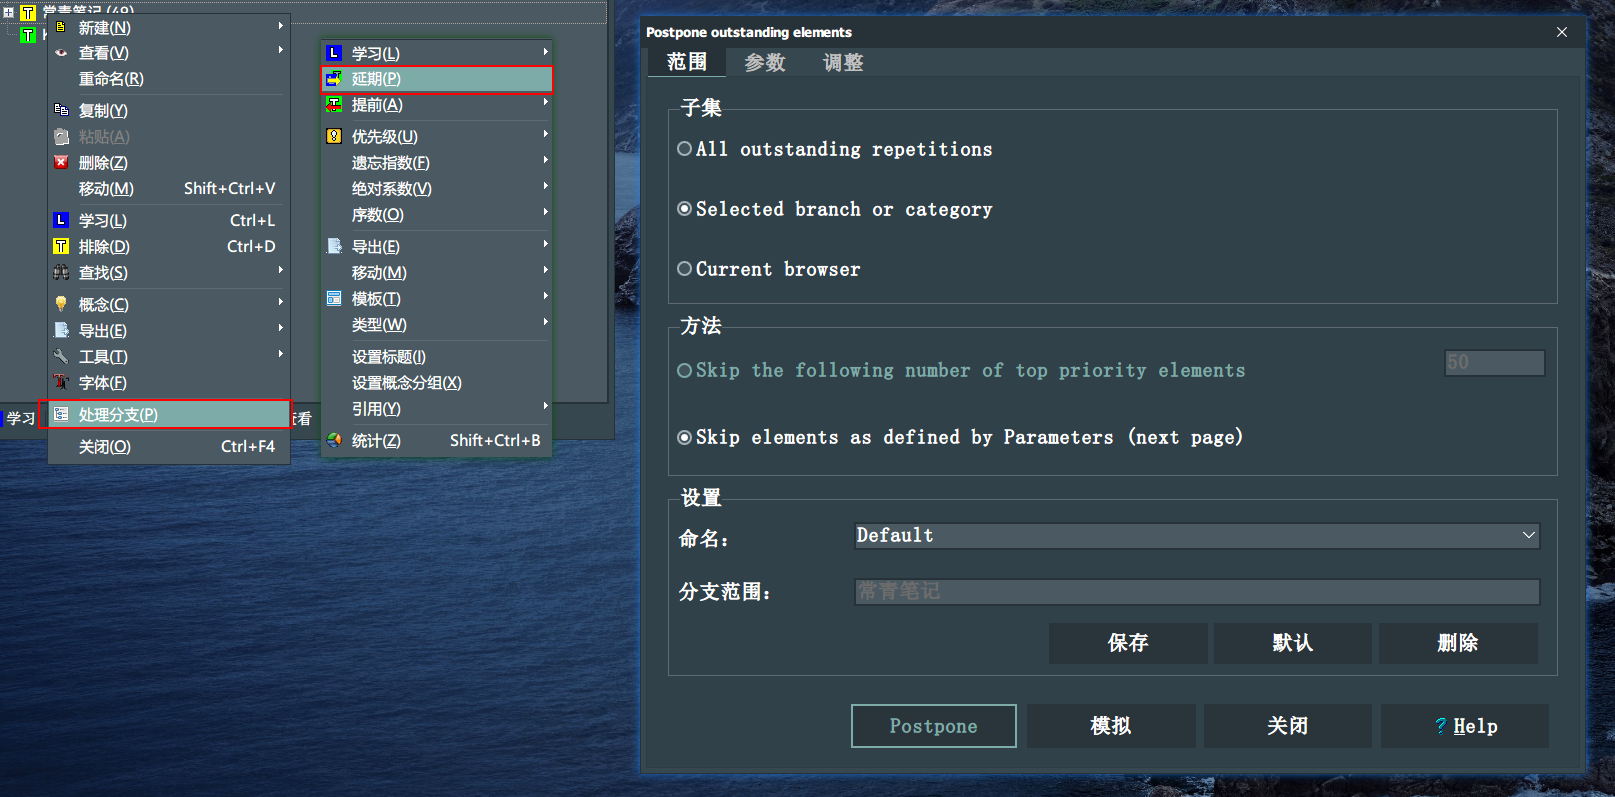 常青笔记 (48)
新建(N)
查看(V)
重命名(R)
复制(Y)
粘贴(A)
删除(Z)
移动(M) Shift+Ctrl+V
学习(L) Ctrl+L
排除(D) Ctrl+D
查找(S)
概念(C)
导出(E)
工具(T)
字体(F)
处理分支(P)
关闭(O) Ctrl+F4
学习
查看
学习(L)
延期(P)
提前(A)
优先级(U)
遗忘指数(F)
绝对系数(V)
序数(O)
导出(E)
移动(M)
模板(T)
类型(W)
设置标题(I)
设置概念分组(X)
引用(Y)
统计(Z) Shift+Ctrl+B
Postpone outstanding elements
范围 参数 调整
子集
All outstanding repetitions
Selected branch or category
Current browser
方法
Skip the following number of top priority elements 50
Skip elements as defined by Parameters (next page)
设置
命名: Default
分支范围: 常青笔记
保存 默认 删除
Postpone 模拟 关闭 ? Help